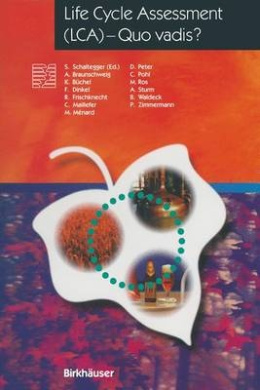 Life Cycle Assessment
(LCA) – Quo vadis?
S. Schaltegger (Ed.)
A. Braunschweig
K. Büchel
F. Dinkel
R. Frischknecht
C. Maillefer
M. Ménard
D. Peter
C. Pohl
M. Ros
A. Sturm
B. Waldeck
P. Zimmermann
Birkhäuser